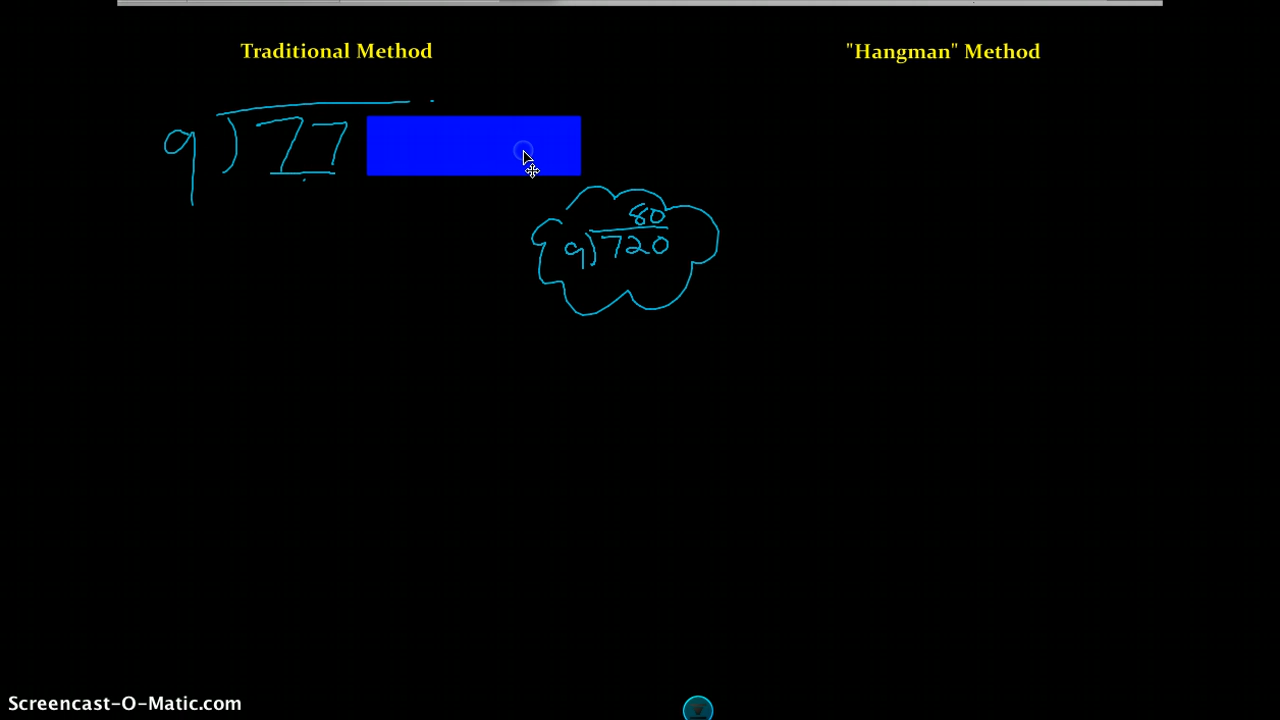 Traditional Method
"Hangman" Method
9)77
80
9)720
Screencast-O-Matic.com